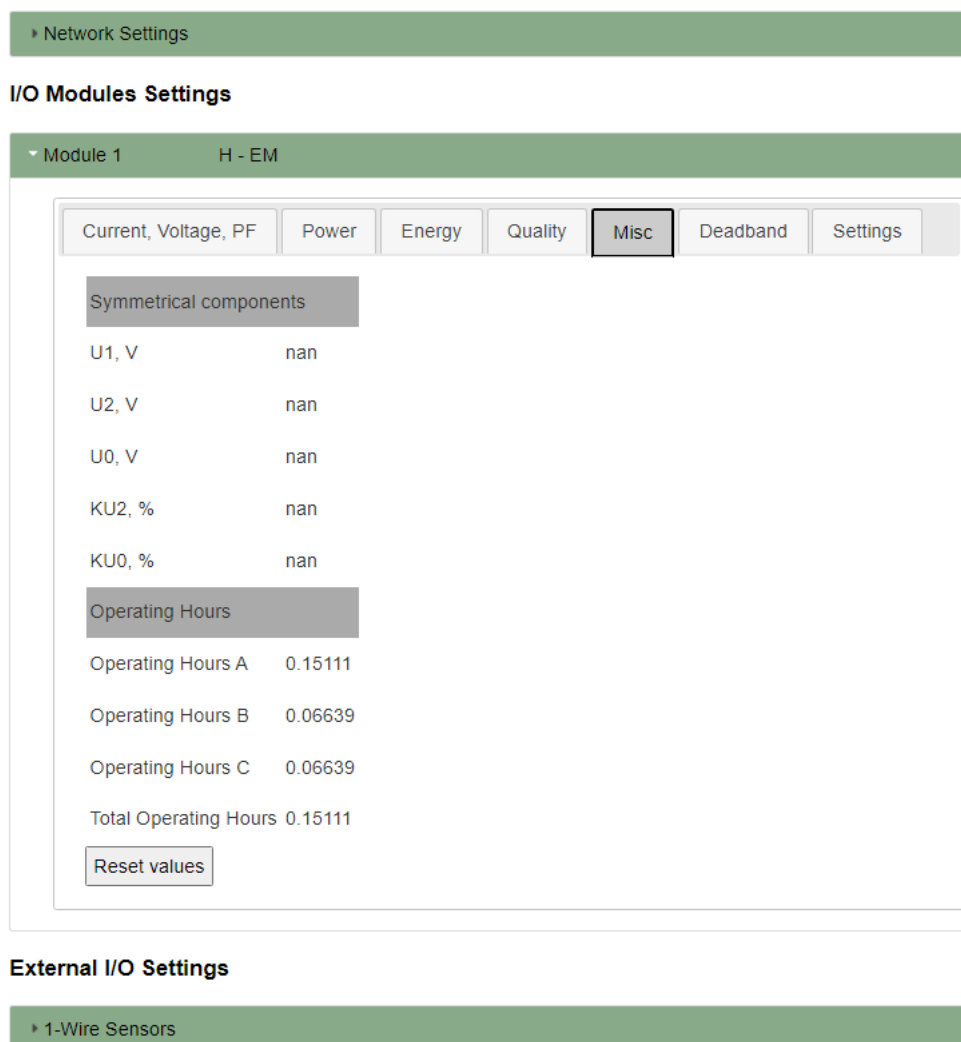 Network Settings
I/O Modules Settings
Module 1 H - EM
Current, Voltage, PF Power Energy Quality Misc Deadband Settings
Symmetrical components
U1, V nan
U2, V nan
U0, V nan
KU2, % nan
KU0, % nan
Operating Hours
Operating Hours A 0.15111
Operating Hours B 0.06639
Operating Hours C 0.06639
Total Operating Hours 0.15111
Reset values
External I/O Settings
1-Wire Sensors